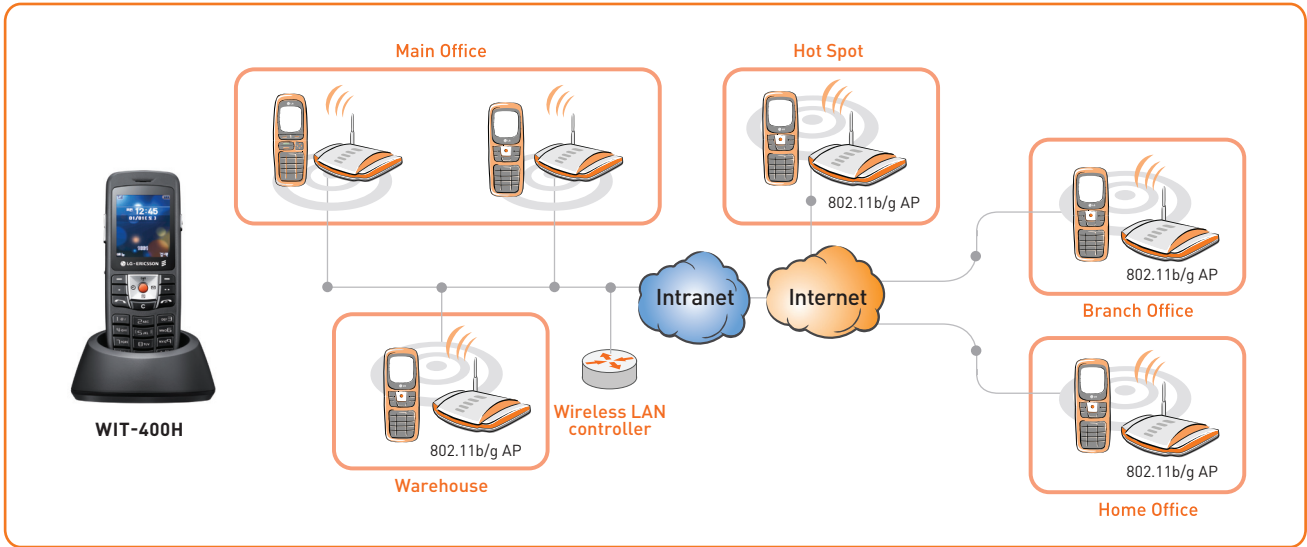 Main Office
Hot Spot
802.11b/g AP
12:45
LG-ERICSSON
Intranet
Internet
802.11b/g AP
Branch Office
WIT-400H
802.11b/g AP
Warehouse
Wireless LAN
controller
802.11b/g AP
Home Office